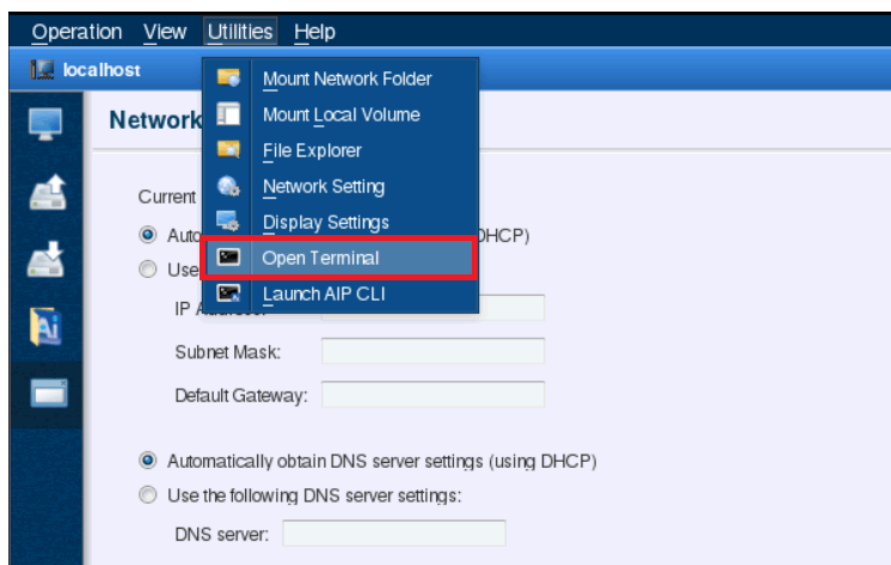 Operation View Utilities Help
localhost
Mount Network Folder
Network
Mount Local Volume
File Explorer
Current
Network Setting
Display Settings
DHCP)
Open Terminal
Use
Launch AIP CLI
Subnet Mask:
Default Gateway:
Automatically obtain DNS server settings (using DHCP)
Use the following DNS server settings:
DNS server: